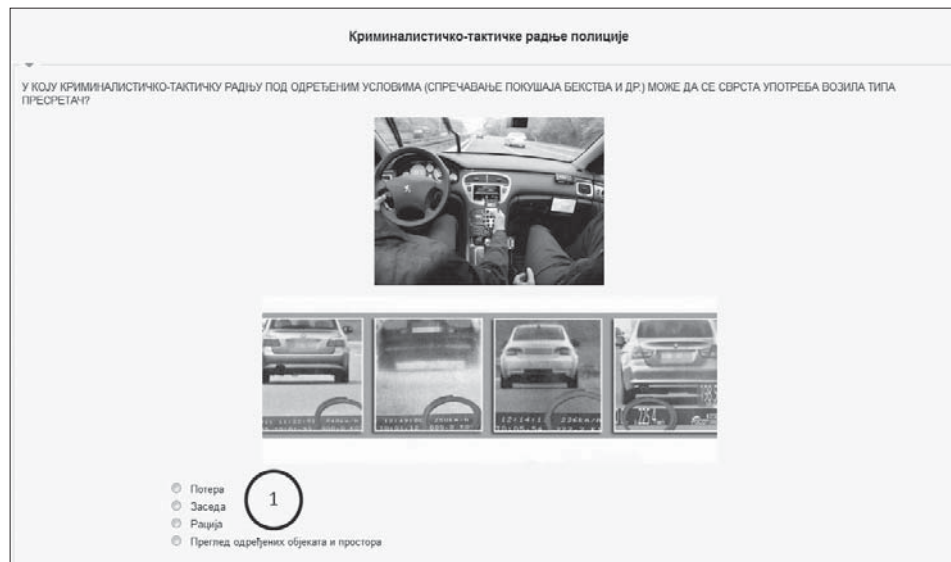 Криминалистичко-тактичке радње полиције
У КОЈУ КРИМИНАЛИСТИЧКО-ТАКТИЧКУ РАДЊУ ПОД ОДРЕЂЕНИМ УСЛОВИМА (СПРЕЧАВАЊЕ ПОКУШАЈА БЕКСТВА И ДР.) МОЖЕ ДА СЕ СВРСТА УПОТРЕБА ВОЗИЛА ТИПА
ПРЕСРЕТАЧ?
Потера
1
Заседа
Рација
Преглед одређених објеката и простора